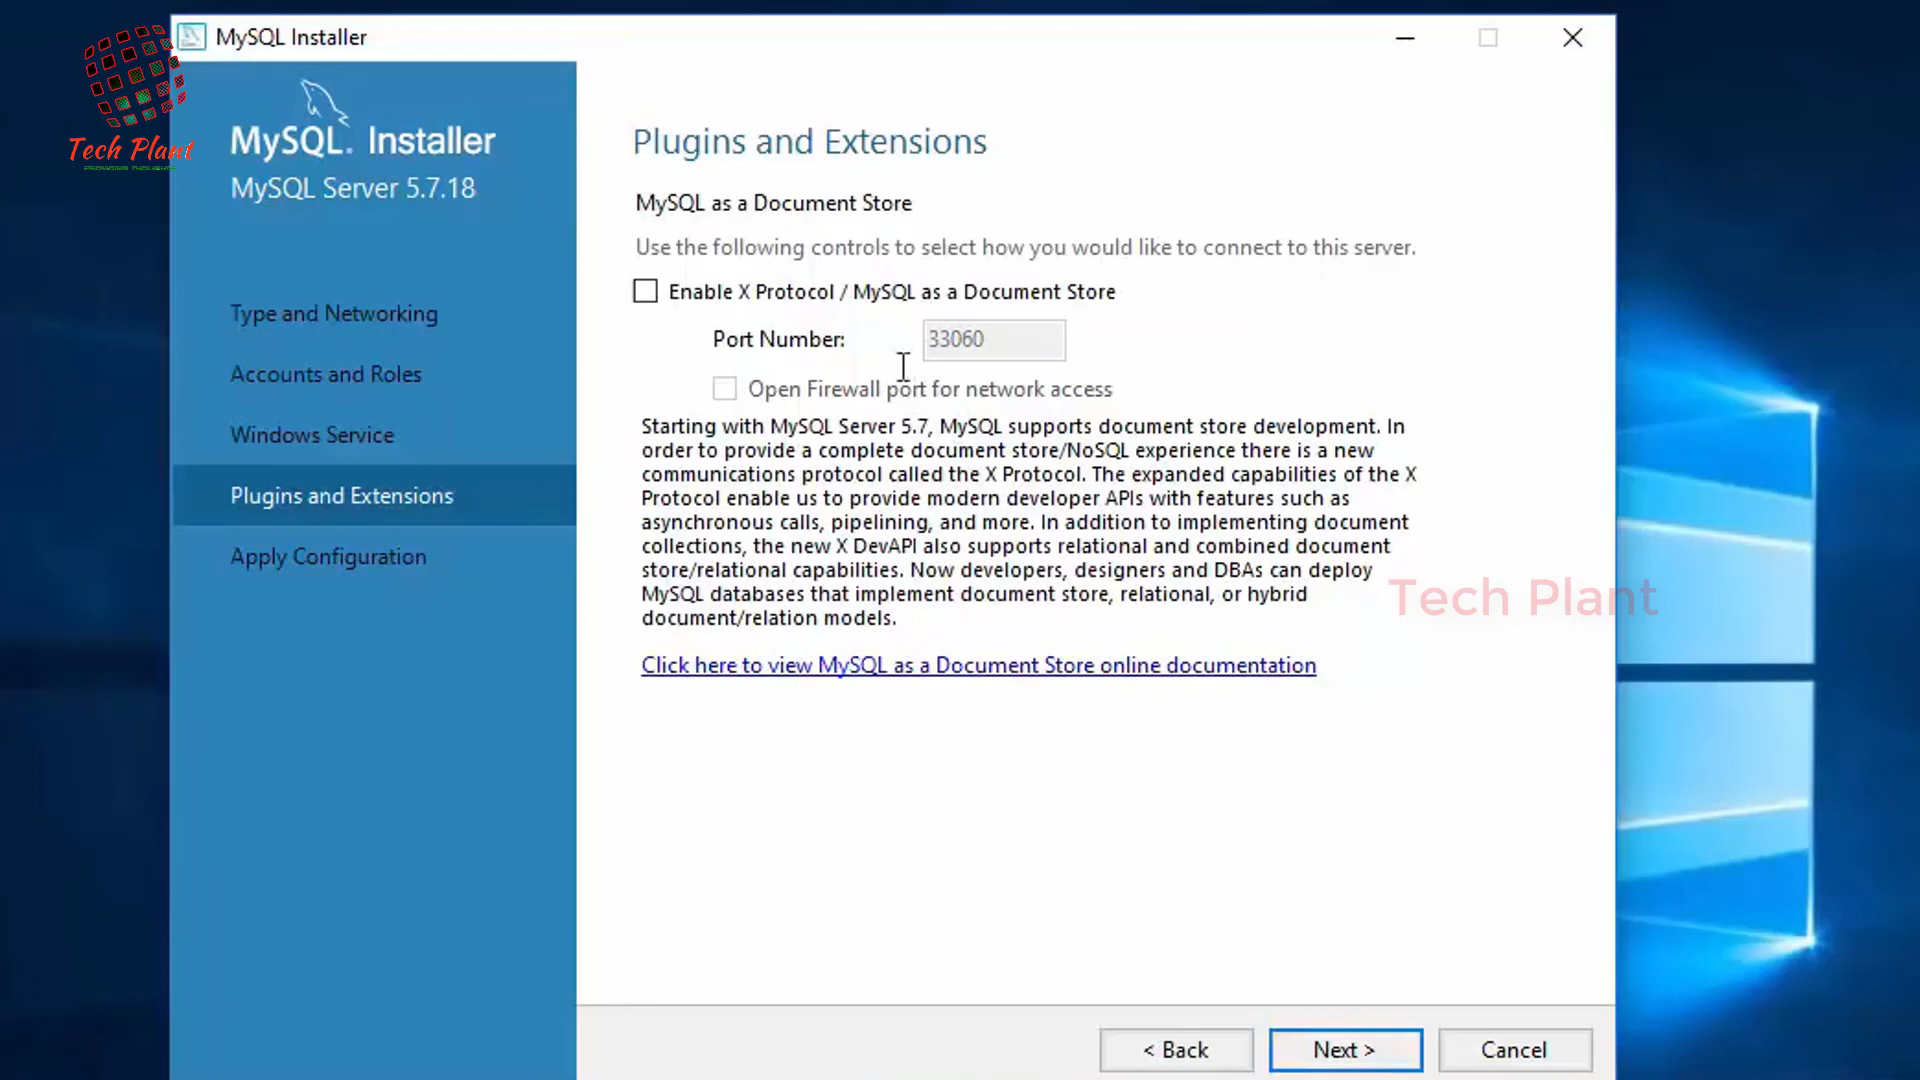 MySQL Installer
Tech Plant
PROVIDING THOUGHTS
MySQL. Installer
MySQL Server 5.7.18
Type and Networking
Accounts and Roles
Windows Service
Plugins and Extensions
Apply Configuration
Plugins and Extensions
MySQL as a Document Store
Use the following controls to select how you would like to connect to this server.
Enable X Protocol / MySQL as a Document Store
Port Number: 33060
Open Firewall port for network access
Starting with MySQL Server 5.7, MySQL supports document store development. In
order to provide a complete document store/NoSQL experience there is a new
communications protocol called the X Protocol. The expanded capabilities of the X
Protocol enable us to provide modern developer APIs with features such as
asynchronous calls, pipelining, and more. In addition to implementing document
collections, the new X DevAPI also supports relational and combined document
store/relational capabilities. Now developers, designers and DBAs can deploy
MySQL databases that implement document store, relational, or hybrid
document/relation models.
Tech Plant
Click here to view MySQL as a Document Store online documentation
< Back
Next >
Cancel